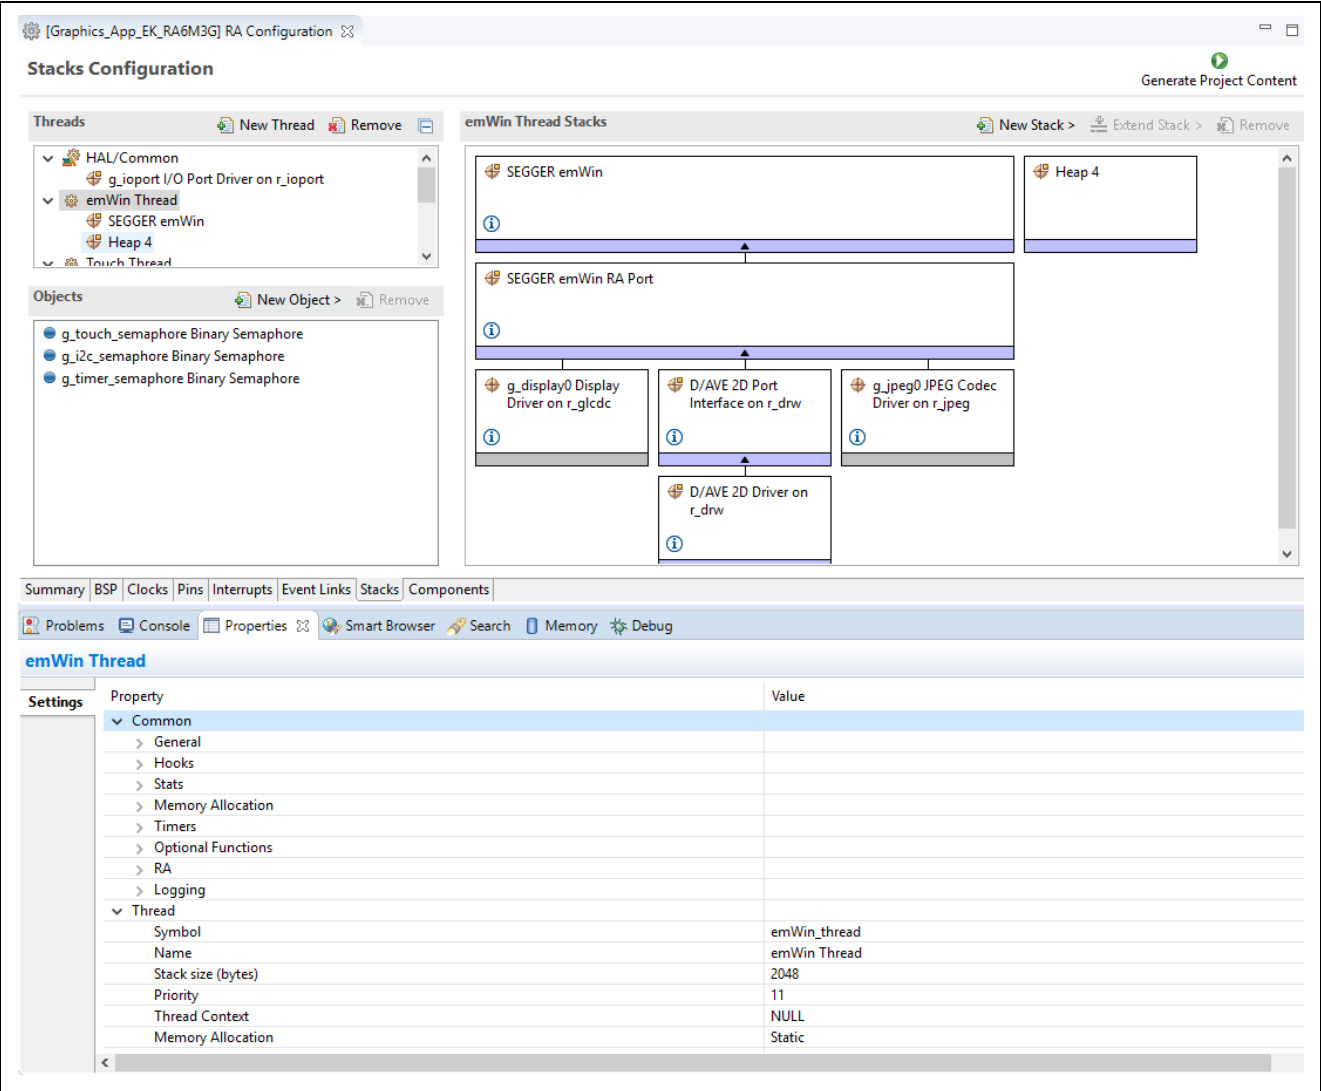 [Graphics_App_EK_RA6M3G] RA Configuration
Stacks Configuration
Generate Project Content
Threads
New Thread
Remove
HAL/Common
g_ioport I/O Port Driver on r_ioport
emWin Thread
SEGGER emWin
Heap 4
Touch Thread
Objects
New Object >
Remove
g_touch_semaphore Binary Semaphore
g_i2c_semaphore Binary Semaphore
g_timer_semaphore Binary Semaphore
emWin Thread Stacks
New Stack >
Extend Stack >
Remove
SEGGER emWin
Heap 4
SEGGER emWin RA Port
g_display0 Display
Driver on r_glcdc
D/AVE 2D Port
Interface on r_drw
g_jpeg0 JPEG Codec
Driver on r_jpeg
D/AVE 2D Driver on
r_drw
Summary BSP Clocks Pins Interrupts Event Links Stacks Components
Problems Console Properties Smart Browser Search Memory Debug
emWin Thread
Settings
Property Value
Common
General
Hooks
Stats
Memory Allocation
Timers
Optional Functions
RA
Logging
Thread
Symbol emWin_thread
Name emWin Thread
Stack size (bytes) 2048
Priority 11
Thread Context NULL
Memory Allocation Static